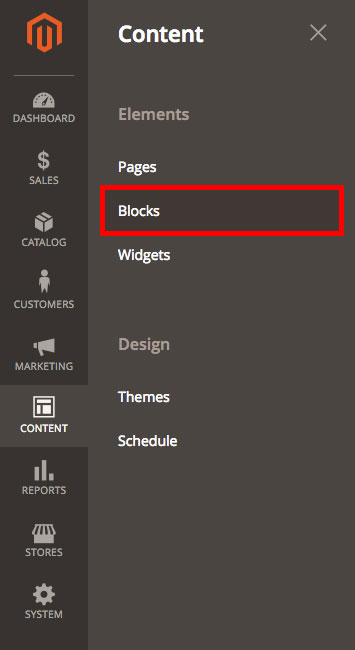 DASHBOARD
SALES
CATALOG
CUSTOMERS
MARKETING
CONTENT
REPORTS
STORES
SYSTEM
Content
Elements
Pages
Blocks
Widgets
Design
Themes
Schedule